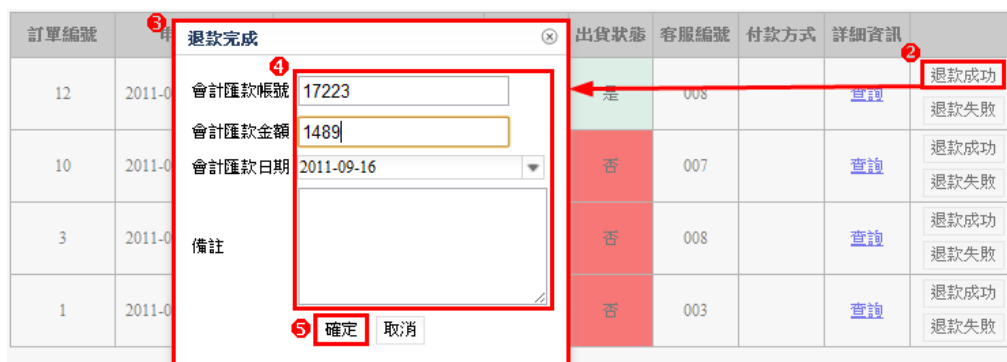 訂單編號 ❸申 出貨狀態 客服編號 付款方式 詳細資訊
退款完成
❷
❹
12 2011-0 會計匯款帳號 17223 是 008 查詢 退款成功
退款失敗
會計匯款金額 1489
10 2011-0 會計匯款日期 2011-09-16 否 007 查詢 退款成功
退款失敗
3 2011-0 備註 否 008 查詢 退款成功
退款失敗
1 2011-0 否 003 查詢 退款成功
退款失敗
❺ 確定 取消